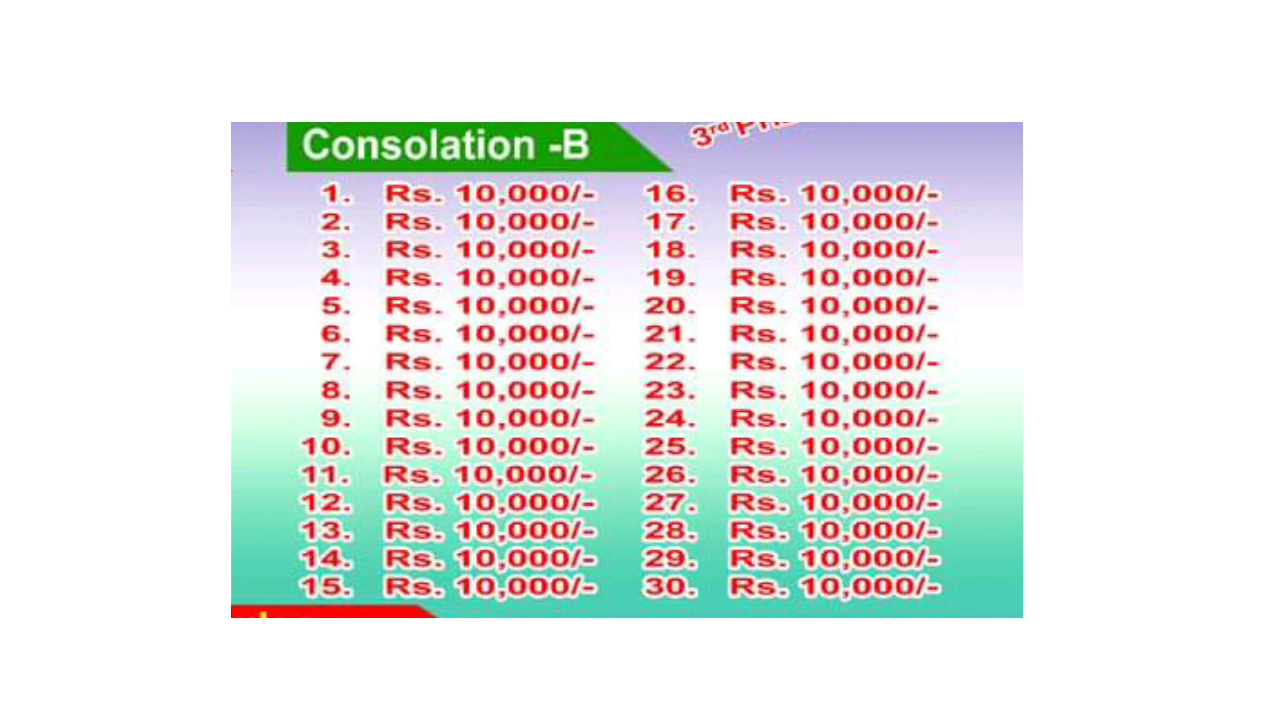 Consolation -B
3rd
1. Rs. 10,000/-
2. Rs. 10,000/-
3. Rs. 10,000/-
4. Rs. 10,000/-
5. Rs. 10,000/-
6. Rs. 10,000/-
7. Rs. 10,000/-
8. Rs. 10,000/-
9. Rs. 10,000/-
10. Rs. 10,000/-
11. Rs. 10,000/-
12. Rs. 10,000/-
13. Rs. 10,000/-
14. Rs. 10,000/-
15. Rs. 10,000/-
16. Rs. 10,000/-
17. Rs. 10,000/-
18. Rs. 10,000/-
19. Rs. 10,000/-
20. Rs. 10,000/-
21. Rs. 10,000/-
22. Rs. 10,000/-
23. Rs. 10,000/-
24. Rs. 10,000/-
25. Rs. 10,000/-
26. Rs. 10,000/-
27. Rs. 10,000/-
28. Rs. 10,000/-
29. Rs. 10,000/-
30. Rs. 10,000/-